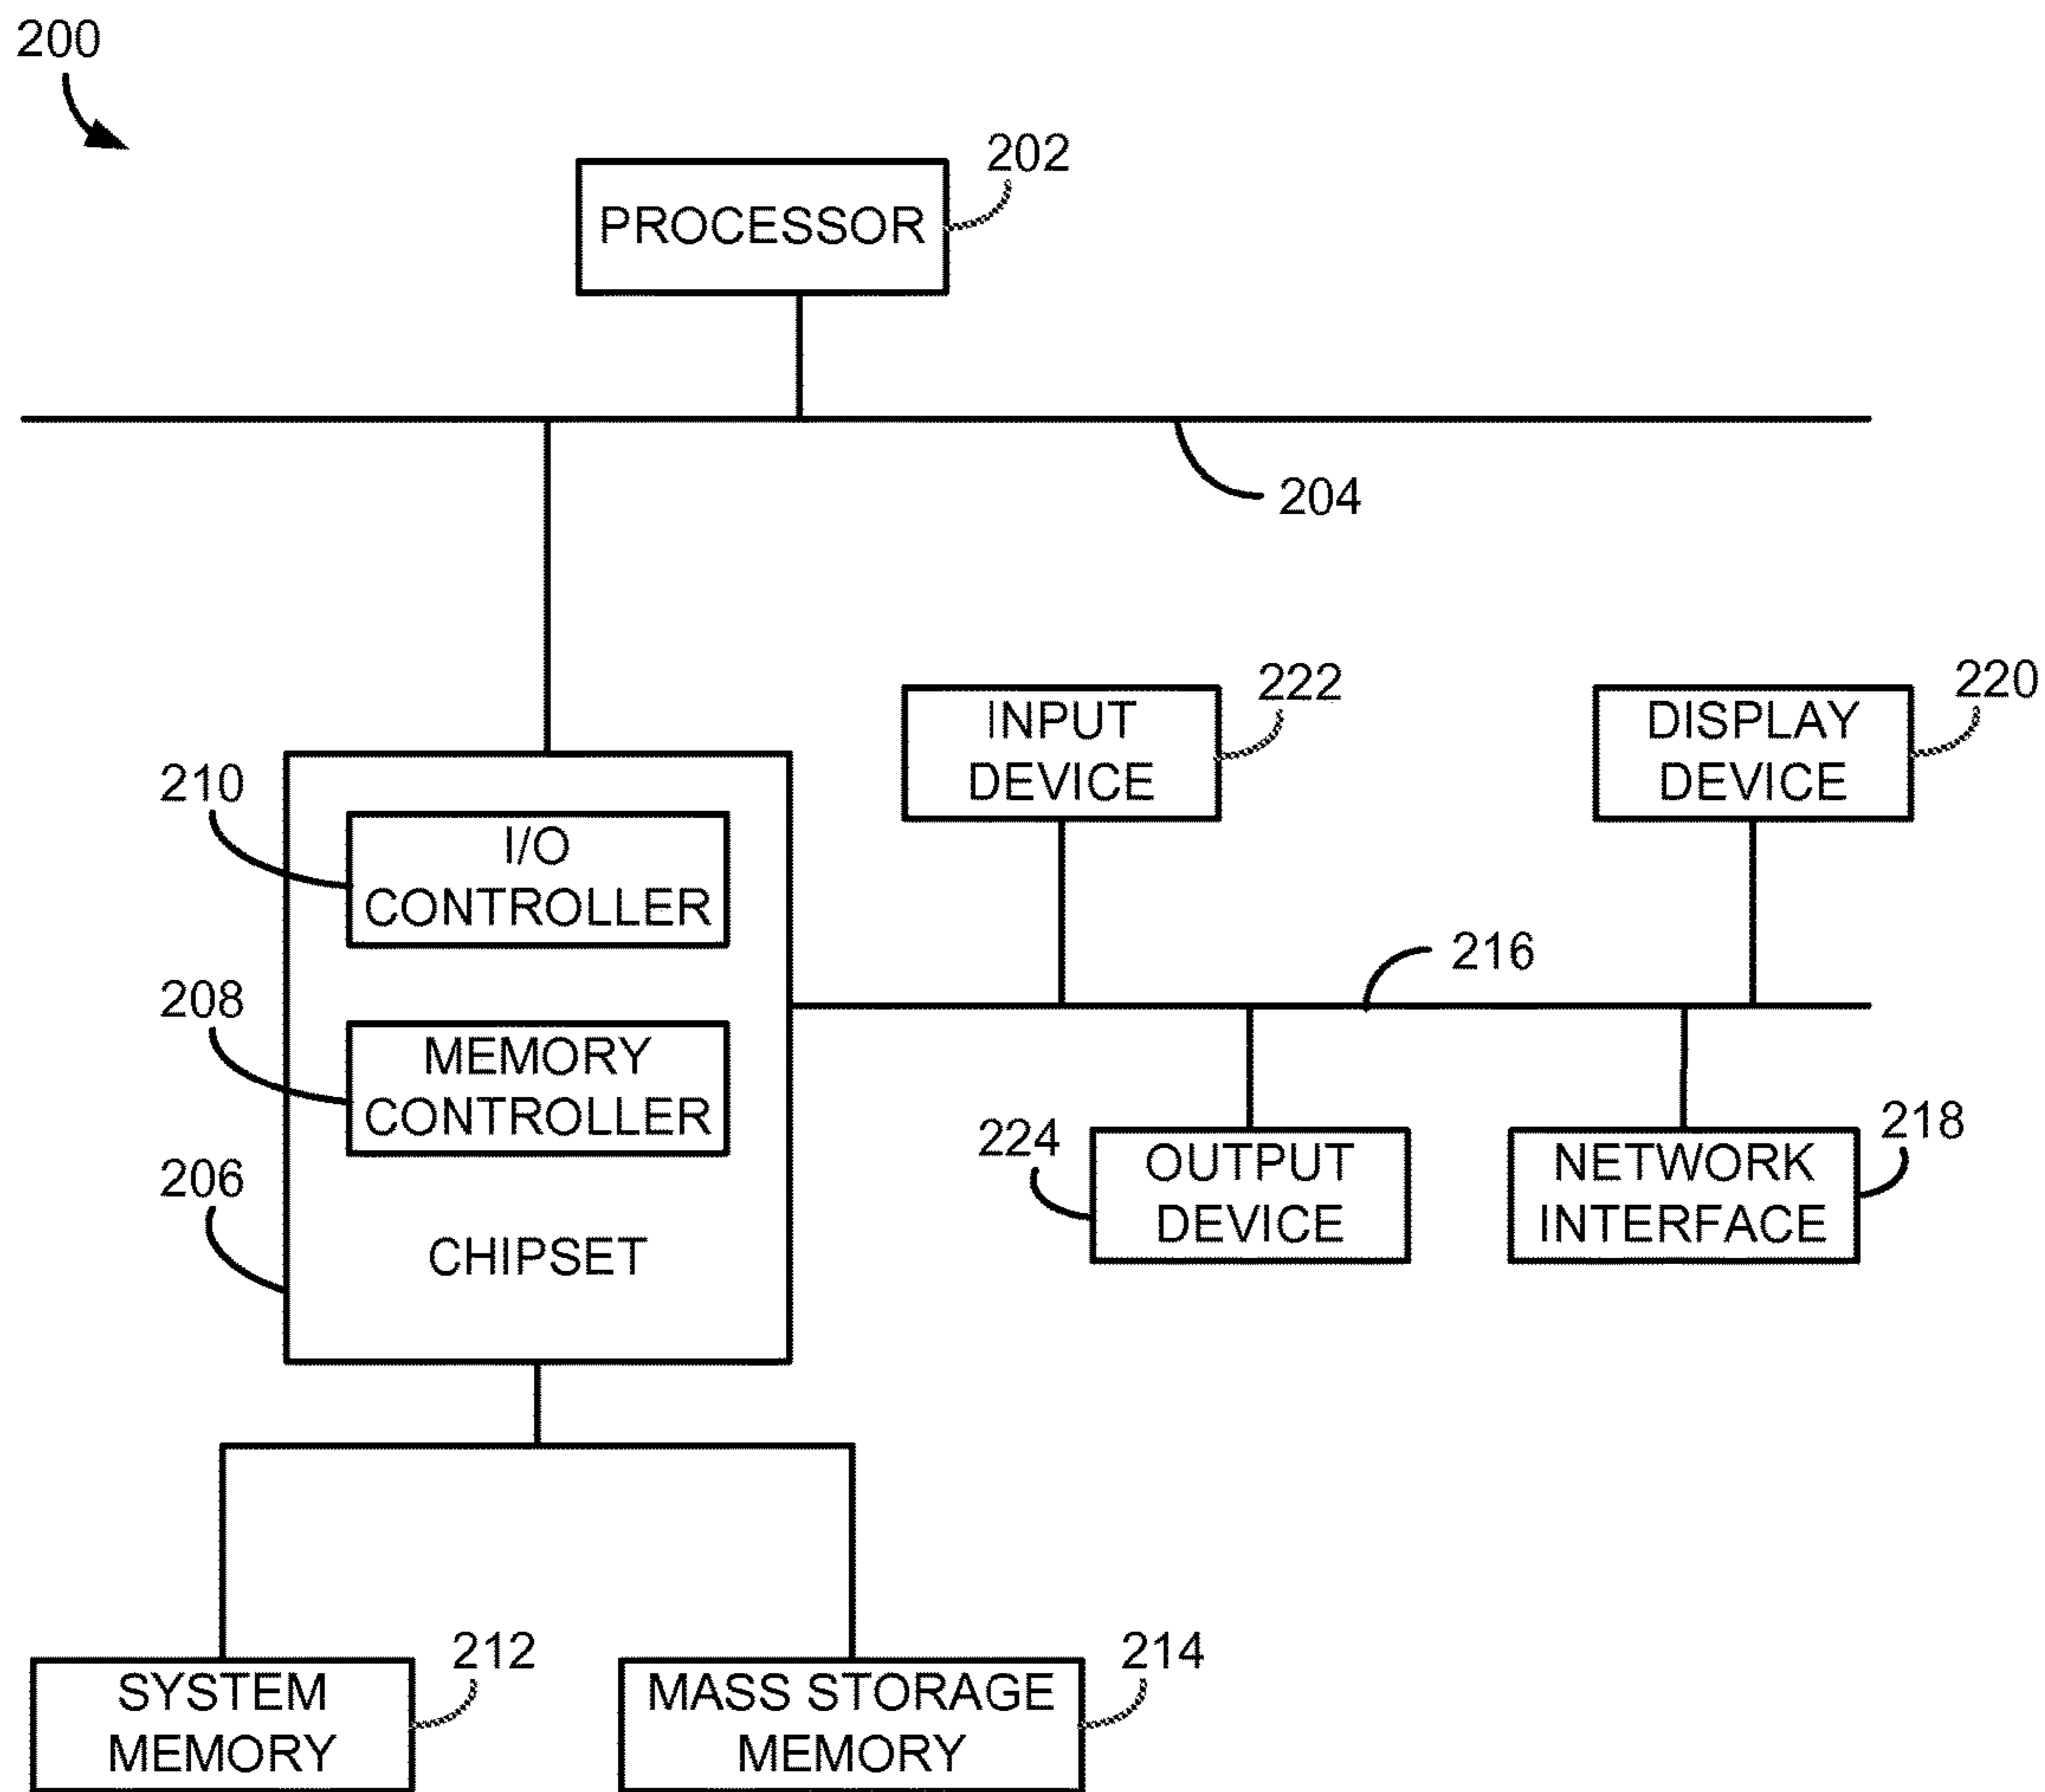 200
202
PROCESSOR
204
222
220
INPUT
DEVICE
DISPLAY
DEVICE
210
I/O
CONTROLLER
216
208
MEMORY
CONTROLLER
224
OUTPUT
DEVICE
218
NETWORK
INTERFACE
206
CHIPSET
212
SYSTEM
MEMORY
214
MASS STORAGE
MEMORY